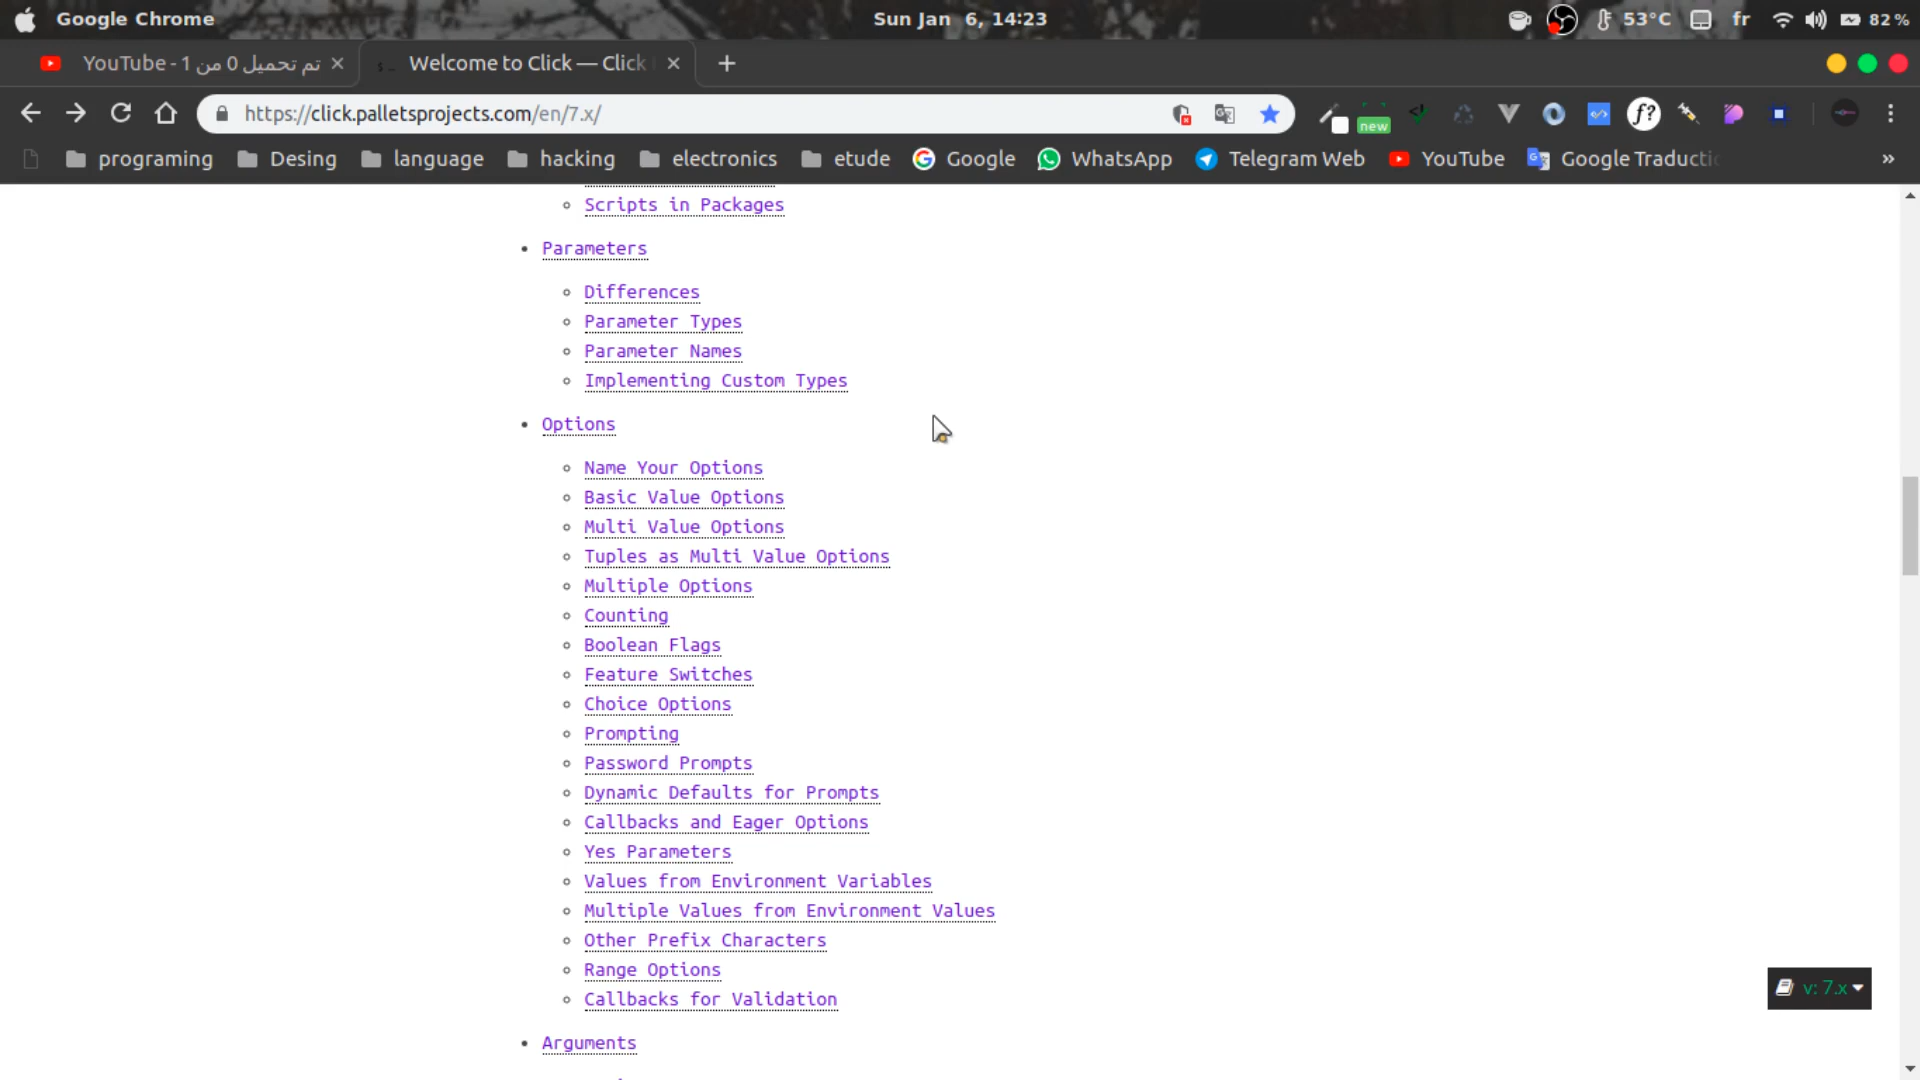 Google Chrome
Sun Jan 6, 14:23
53°C
fr
82%
YouTube - تم تحميل 0 من 1
Welcome to Click — Click
https://click.palletsprojects.com/en/7.x/
new
f?
programing
Desing
language
hacking
electronics
etude
Google
WhatsApp
Telegram Web
YouTube
Google Traducti
»
Scripts in Packages
Parameters
Differences
Parameter Types
Parameter Names
Implementing Custom Types
Options
Name Your Options
Basic Value Options
Multi Value Options
Tuples as Multi Value Options
Multiple Options
Counting
Boolean Flags
Feature Switches
Choice Options
Prompting
Password Prompts
Dynamic Defaults for Prompts
Callbacks and Eager Options
Yes Parameters
Values from Environment Variables
Multiple Values from Environment Values
Other Prefix Characters
Range Options
Callbacks for Validation
v: 7.x
Arguments